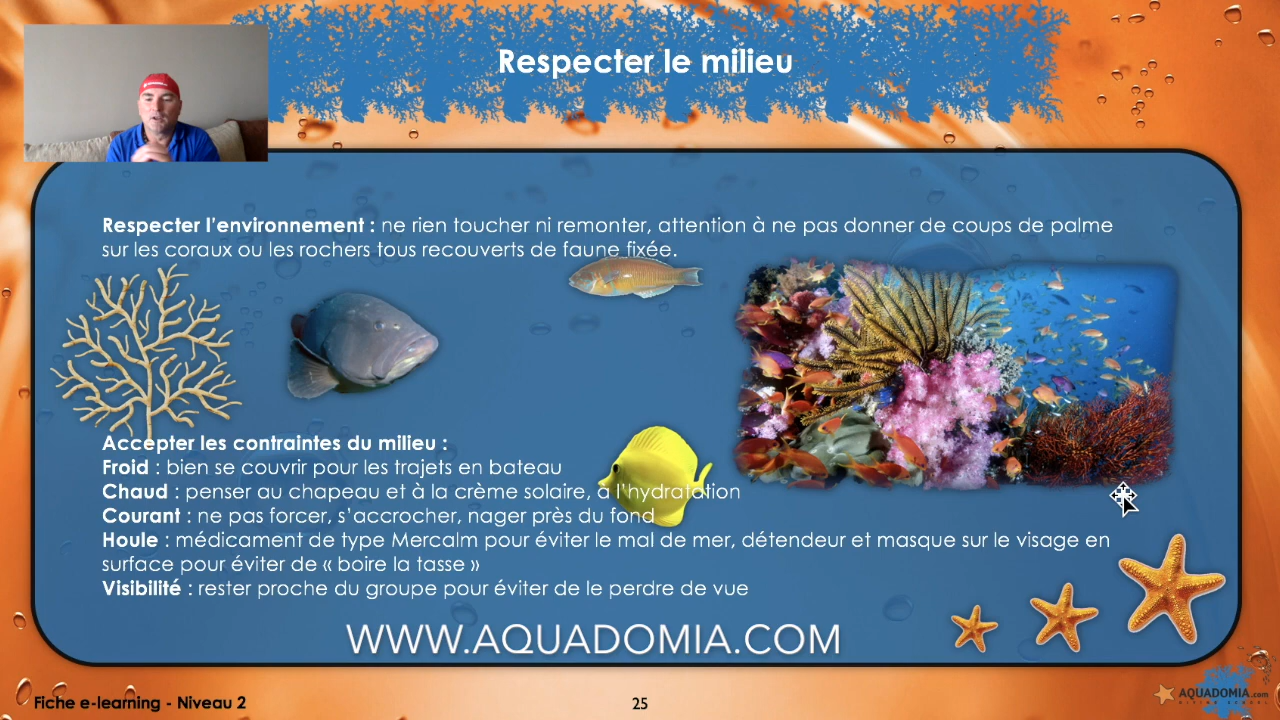 Respecter le milieu
Respecter l'environnement : ne rien toucher ni remonter, attention à ne pas donner de coups de palme
sur les coraux ou les rochers tous recouverts de faune fixée.
Accepter les contraintes du milieu :
Froid : bien se couvrir pour les trajets en bateau
Chaud : penser au chapeau et à la crème solaire, à l'hydratation
Courant : ne pas forcer, s'accrocher, nager près du fond
Houle : médicament de type Mercalm pour éviter le mal de mer, détendeur et masque sur le visage en
surface pour éviter de « boire la tasse »
Visibilité : rester proche du groupe pour éviter de le perdre de vue
WWW.AQUADOMIA.COM
Fiche e-learning - Niveau 2
25
AQUADOMIA.com
DIVING SCHOOL